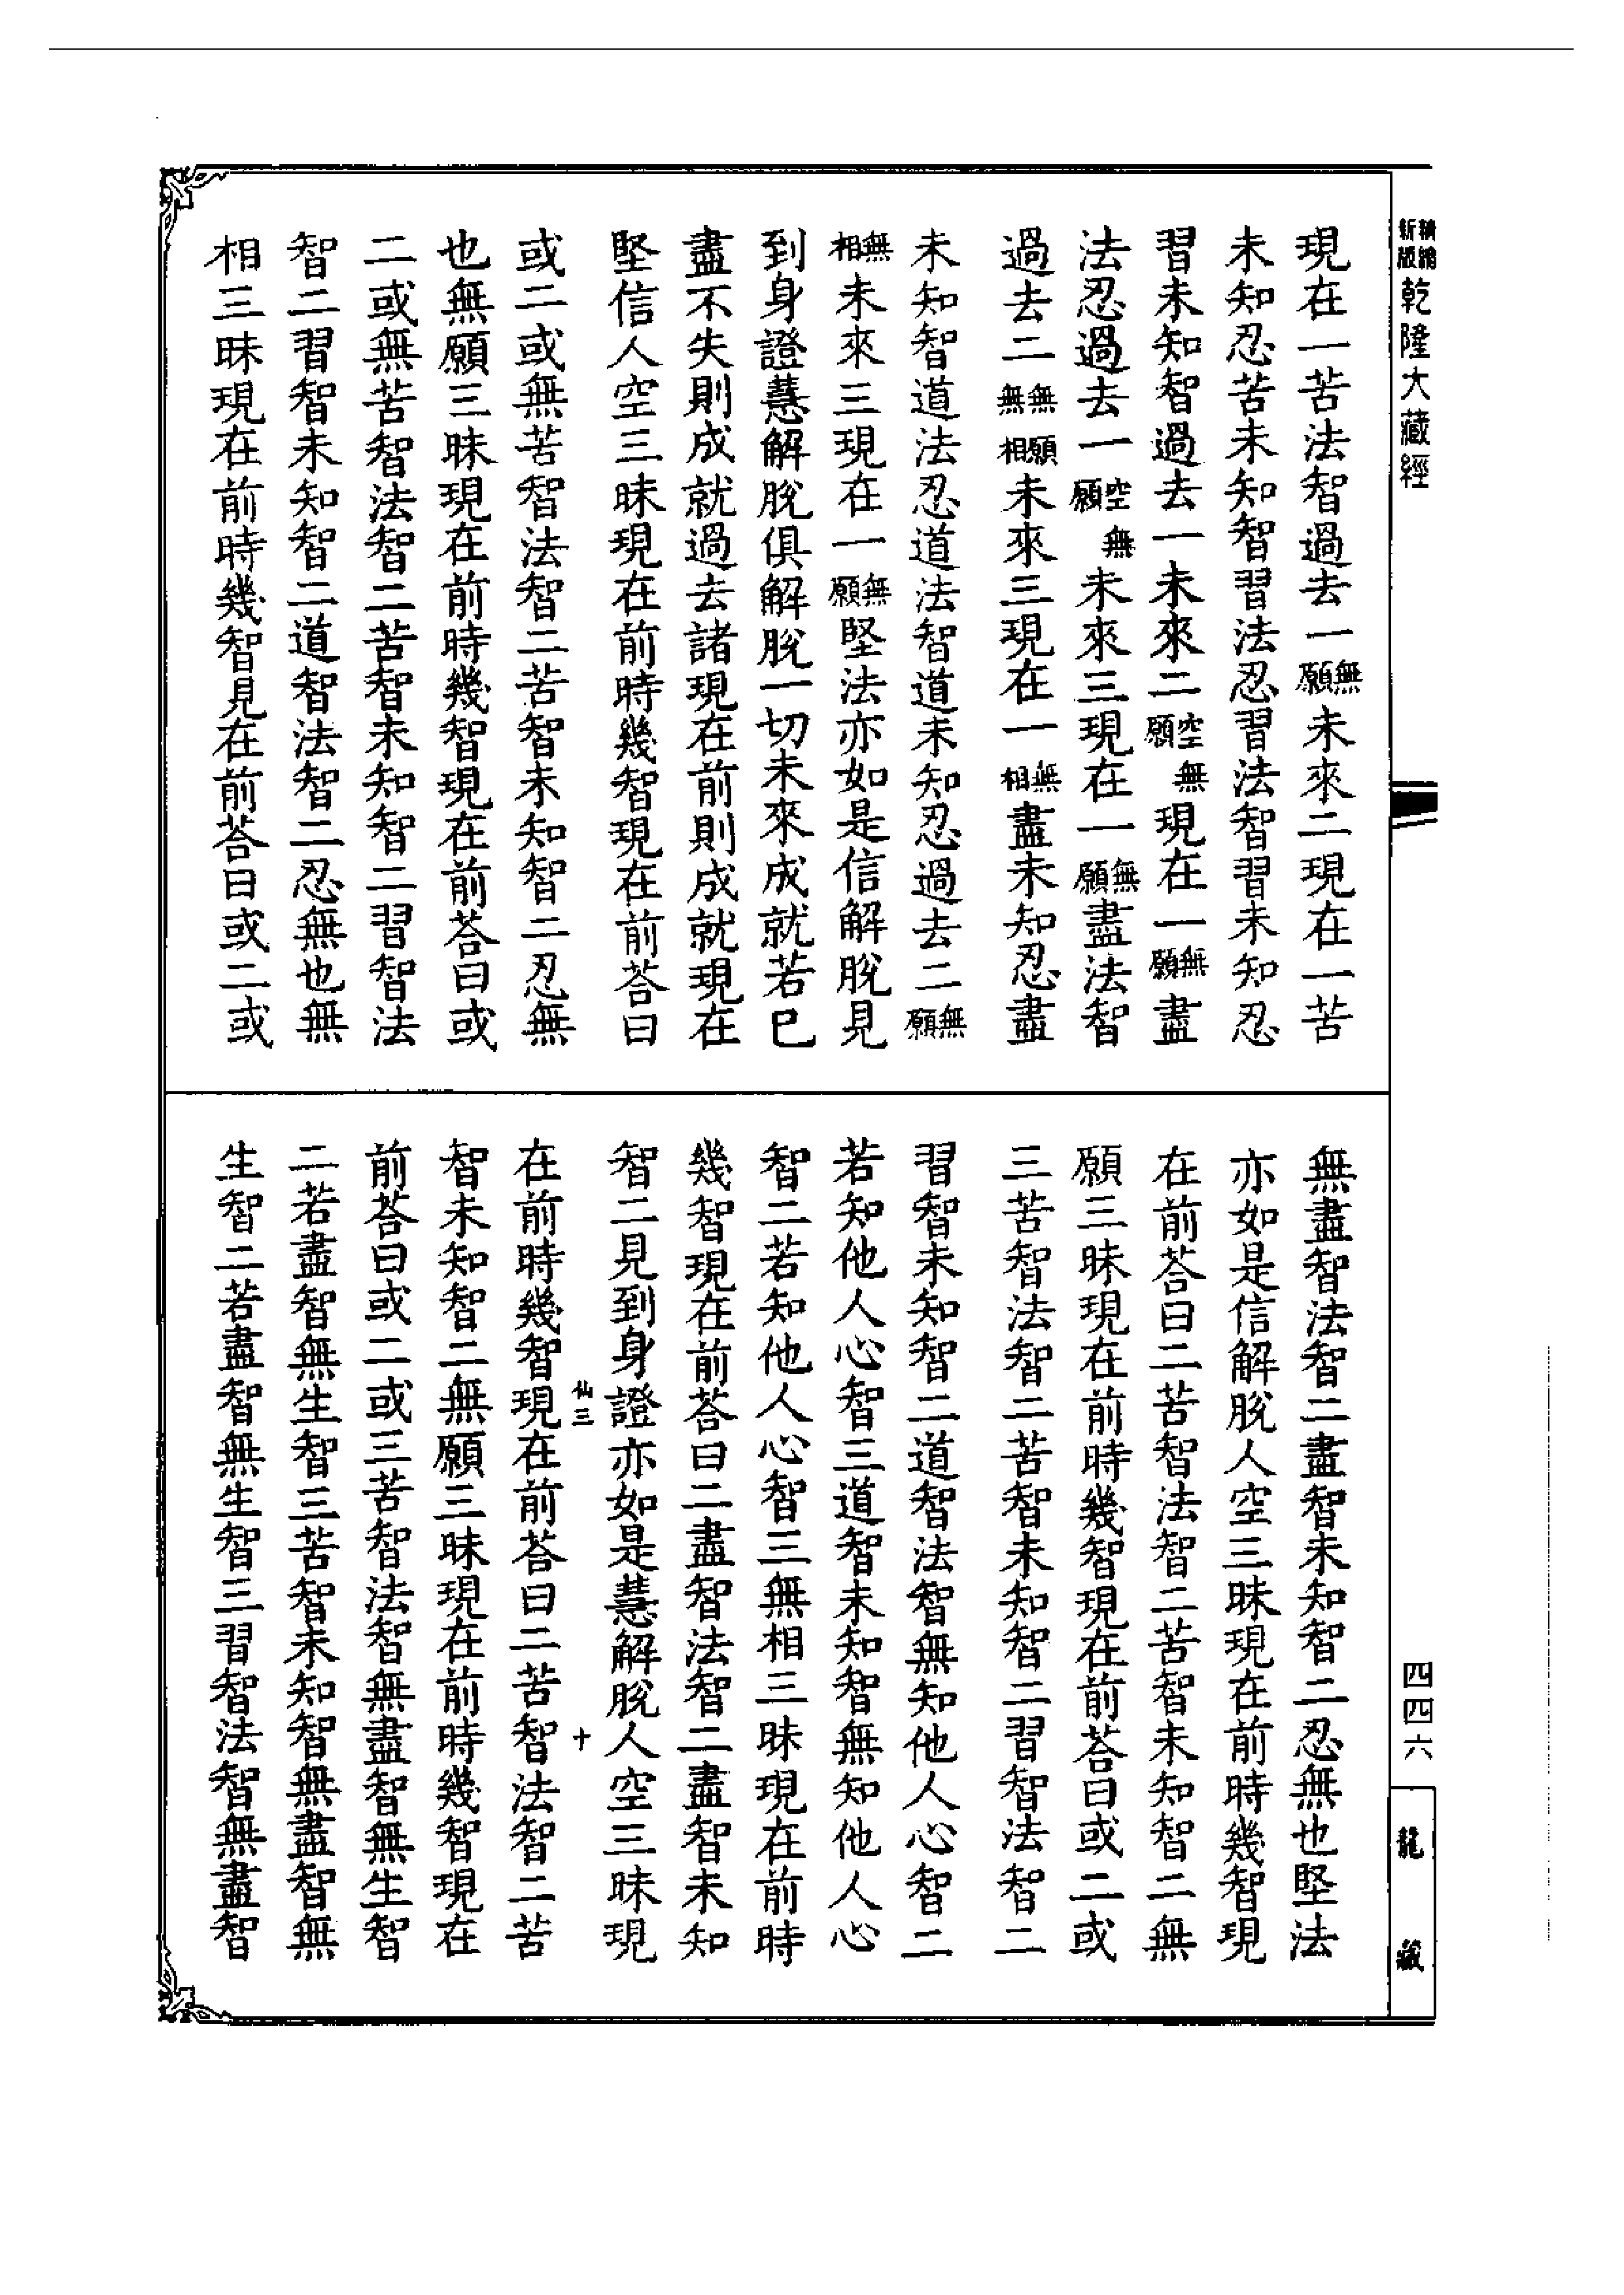 精縮新版乾隆大藏經
現在一苦法智過去一無願未來二現在一苦
未知忍苦未知智習法忍習法智習未知忍
習未知智過去一未來二空無願現在一無願盡
法忍過去一空無願未來三現在一無願盡法智
過去二無願無相未來三現在一無相盡未知忍盡
未知智道法忍道法智道未知忍過去二無願
無相未來三現在一無願堅法亦如是信解脫見
到身證慧解脫俱解脫一切未來成就若已
盡不失則成就過去諸現在前則成就現在
堅信人空三昧現在前時幾智現在前荅曰
或二或無苦智法智二苦智未知智二忍無
也無願三昧現在前時幾智現在前荅曰或
二或無苦智法智二苦智未知智二習智法
智二習智未知智二道智法智二忍無也無
相三昧現在前時幾智見在前荅曰或二或
無盡智法智二盡智未知智二忍無也堅法
亦如是信解脫人空三昧現在前時幾智現
在前荅曰二苦智法智二苦智未知智二無
願三昧現在前時幾智現在前荅曰或二或
三苦智法智二苦智未知智二習智法智二
習智未知智二道智法智無知他人心智二
若知他人心智三道智未知智無知他人心
智二若知他人心智三無相三昧現在前時
幾智現在前荅曰二盡智法智二盡智未知
智二見到身證亦如是慧解脫人空三昧現
仙三
十
在前時幾智現在前荅曰二苦智法智二苦
智未知智二無願三昧現在前時幾智現在
前荅曰或二或三苦智法智無盡智無生智
二若盡智無生智三苦智未知智無盡智無
生智二若盡智無生智三習智法智無盡智
四四六
龍藏